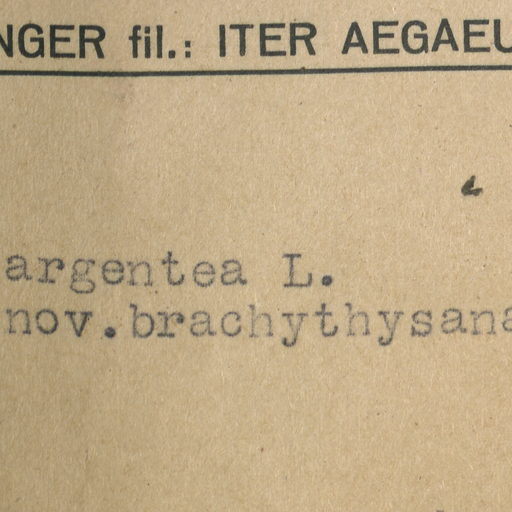 NGER fil.: ITER AEGAEU
argentea L.
nov.brachythysana